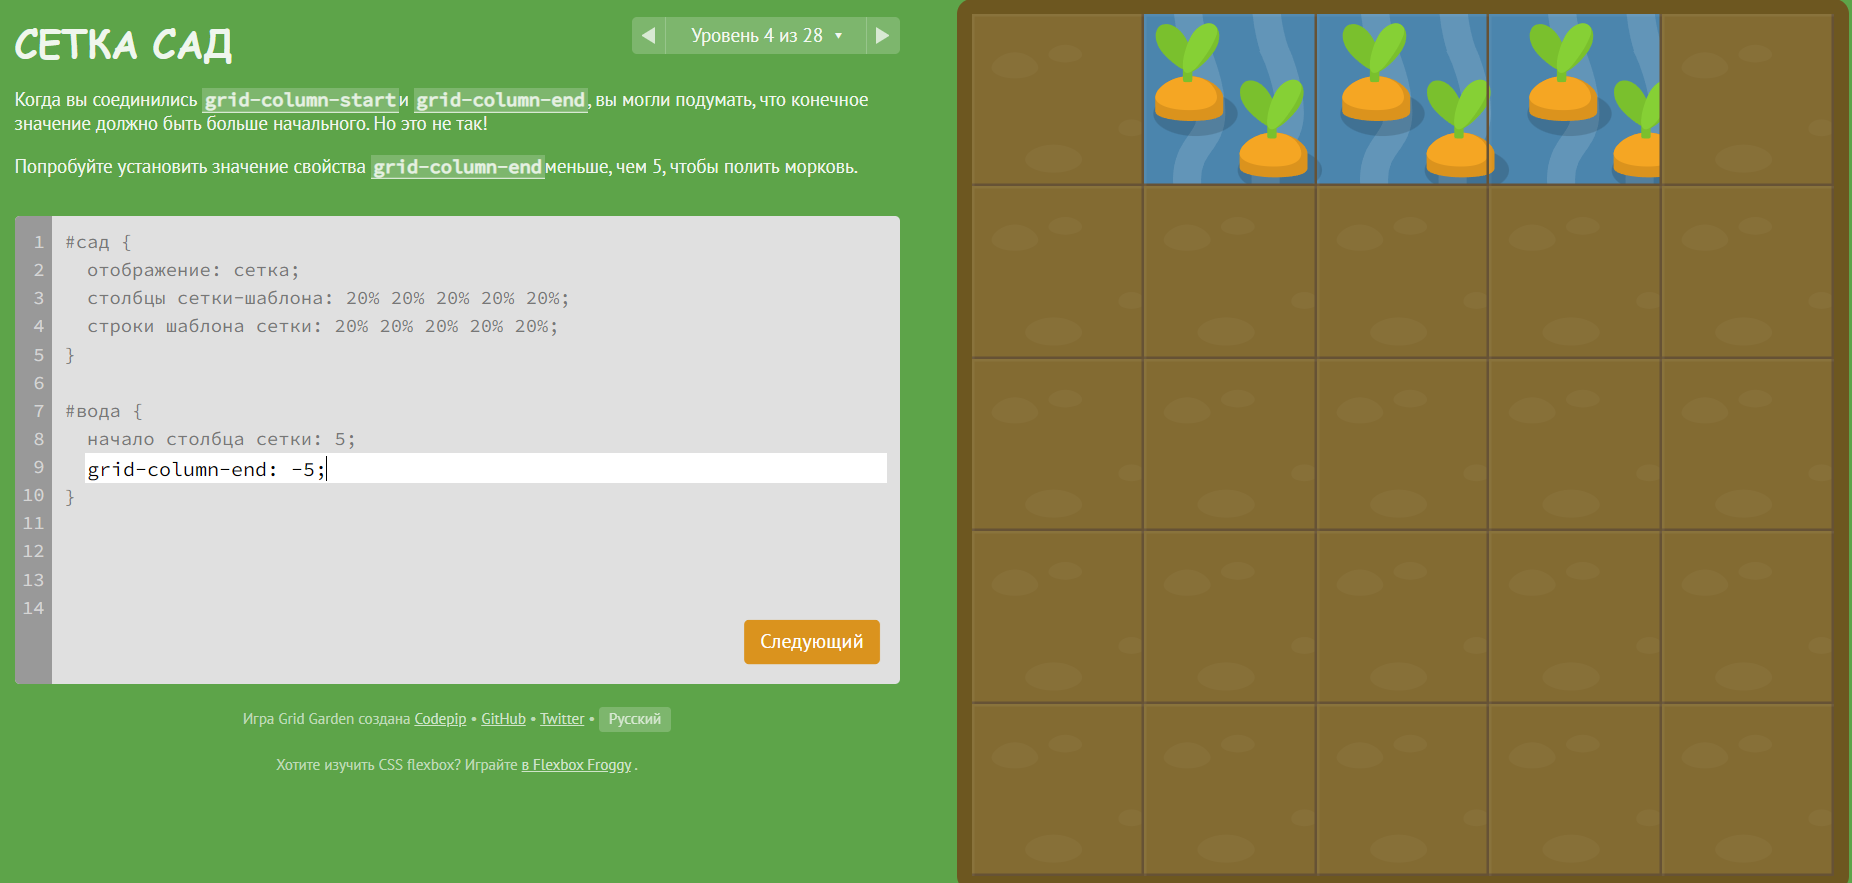 СЕТКА САД
◀ Уровень 4 из 28 ▼ ▶
Когда вы соединились grid-column-startи grid-column-end, вы могли подумать, что конечное
значение должно быть больше начального. Но это не так!
Попробуйте установить значение свойства grid-column-endменьше, чем 5, чтобы полить морковь.
1 #сад {
2 отображение: сетка;
3 столбцы сетки-шаблона: 20% 20% 20% 20% 20%;
4 строки шаблона сетки: 20% 20% 20% 20% 20%;
5 }
6
7 #вода {
8 начало столбца сетки: 5;
9 grid-column-end: -5;
10 }
11
12
13
14
Следующий
Игра Grid Garden создана Codepip • GitHub • Twitter • Русский
Хотите изучить CSS flexbox? Играйте в Flexbox Froggy .